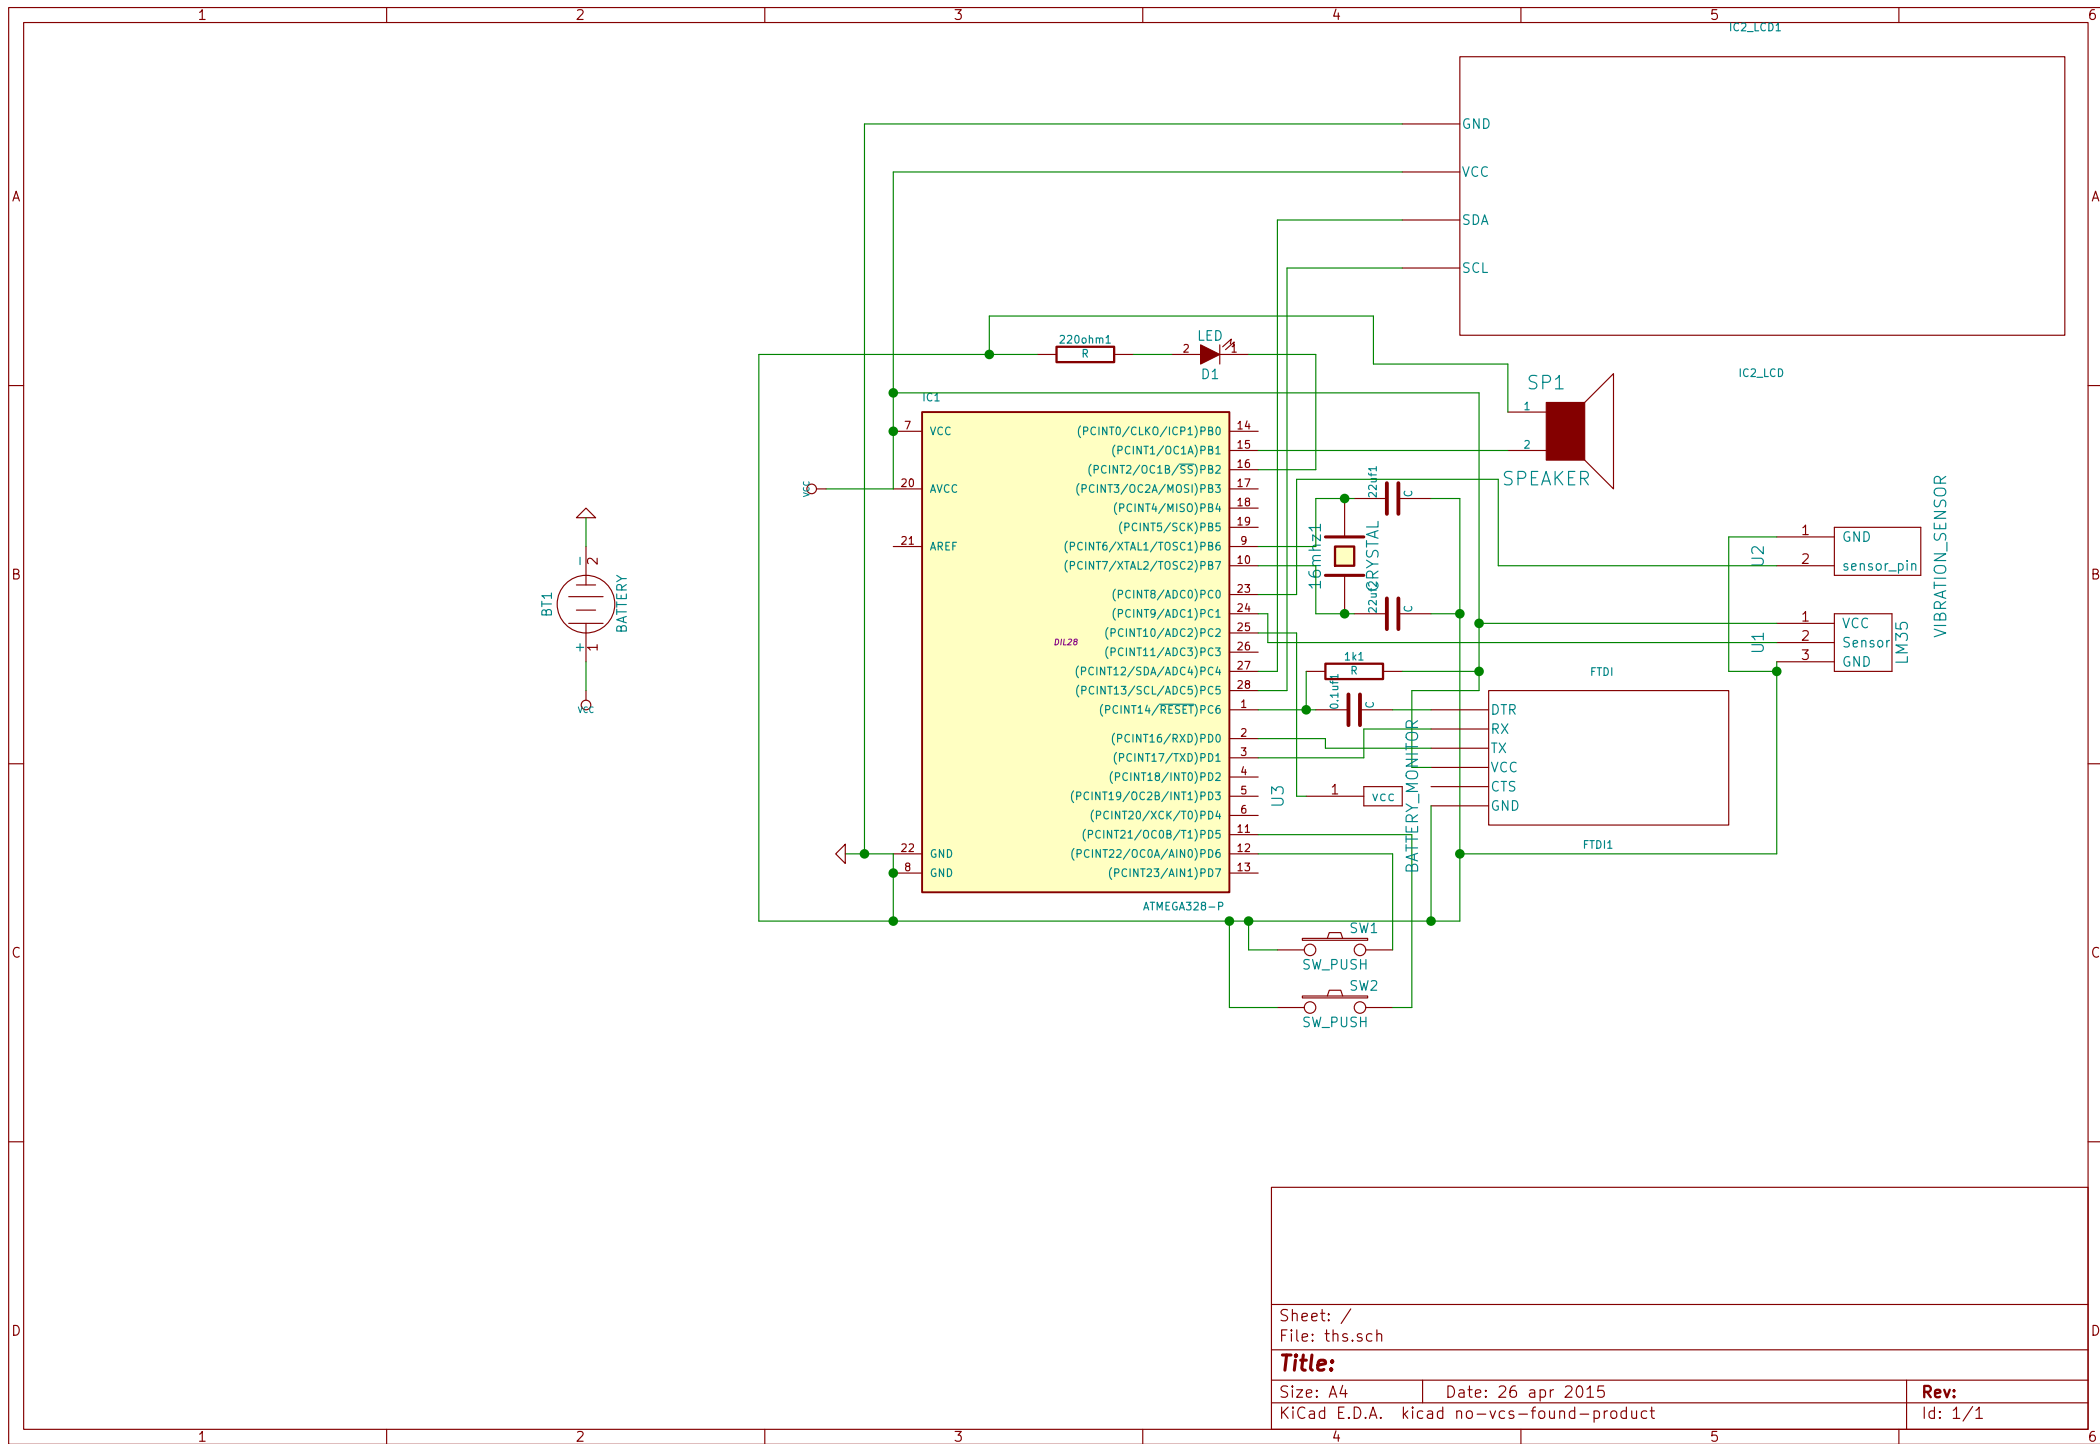 1 2 3 4 5 6
IC2_LCD1
GND
VCC
SDA
SCL
A A
220ohm1
R
LED
2 1
D1
IC2_LCD
SP1
1
2
SPEAKER
IC1
7 VCC
20 AVCC
21 AREF
22 GND
8 GND
VCC
DIL28
(PCINT0/CLKO/ICP1)PB0 14
(PCINT1/OC1A)PB1 15
(PCINT2/OC1B/SS)PB2 16
(PCINT3/OC2A/MOSI)PB3 17
(PCINT4/MISO)PB4 18
(PCINT5/SCK)PB5 19
(PCINT6/XTAL1/TOSC1)PB6 9
(PCINT7/XTAL2/TOSC2)PB7 10
(PCINT8/ADC0)PC0 23
(PCINT9/ADC1)PC1 24
(PCINT10/ADC2)PC2 25
(PCINT11/ADC3)PC3 26
(PCINT12/SDA/ADC4)PC4 27
(PCINT13/SCL/ADC5)PC5 28
(PCINT14/RESET)PC6 1
(PCINT16/RXD)PD0 2
(PCINT17/TXD)PD1 3
(PCINT18/INT0)PD2 4
(PCINT19/OC2B/INT1)PD3 5
(PCINT20/XCK/T0)PD4 6
(PCINT21/OC0B/T1)PD5 11
(PCINT22/OC0A/AIN0)PD6 12
(PCINT23/AIN1)PD7 13
ATMEGA328-P
22uf1
C
16mhz1
CRYSTAL
22uf2
C
1k1
R
0.1uf1
C
U3
1 VCC
BATTERY_MONITOR
B B
BT1
BATTERY
- 2
+ 1
VCC
U2
1 GND
2 sensor_pin
VIBRATION_SENSOR
U1
1 VCC
2 Sensor
3 GND
LM35
FTDI
DTR
RX
TX
VCC
CTS
GND
FTDI1
SW1
SW_PUSH
SW2
SW_PUSH
C C
D D
Sheet: /
File: ths.sch
Title:
Size: A4 Date: 26 apr 2015 Rev:
KiCad E.D.A. kicad no-vcs-found-product Id: 1/1
1 2 3 4 5 6